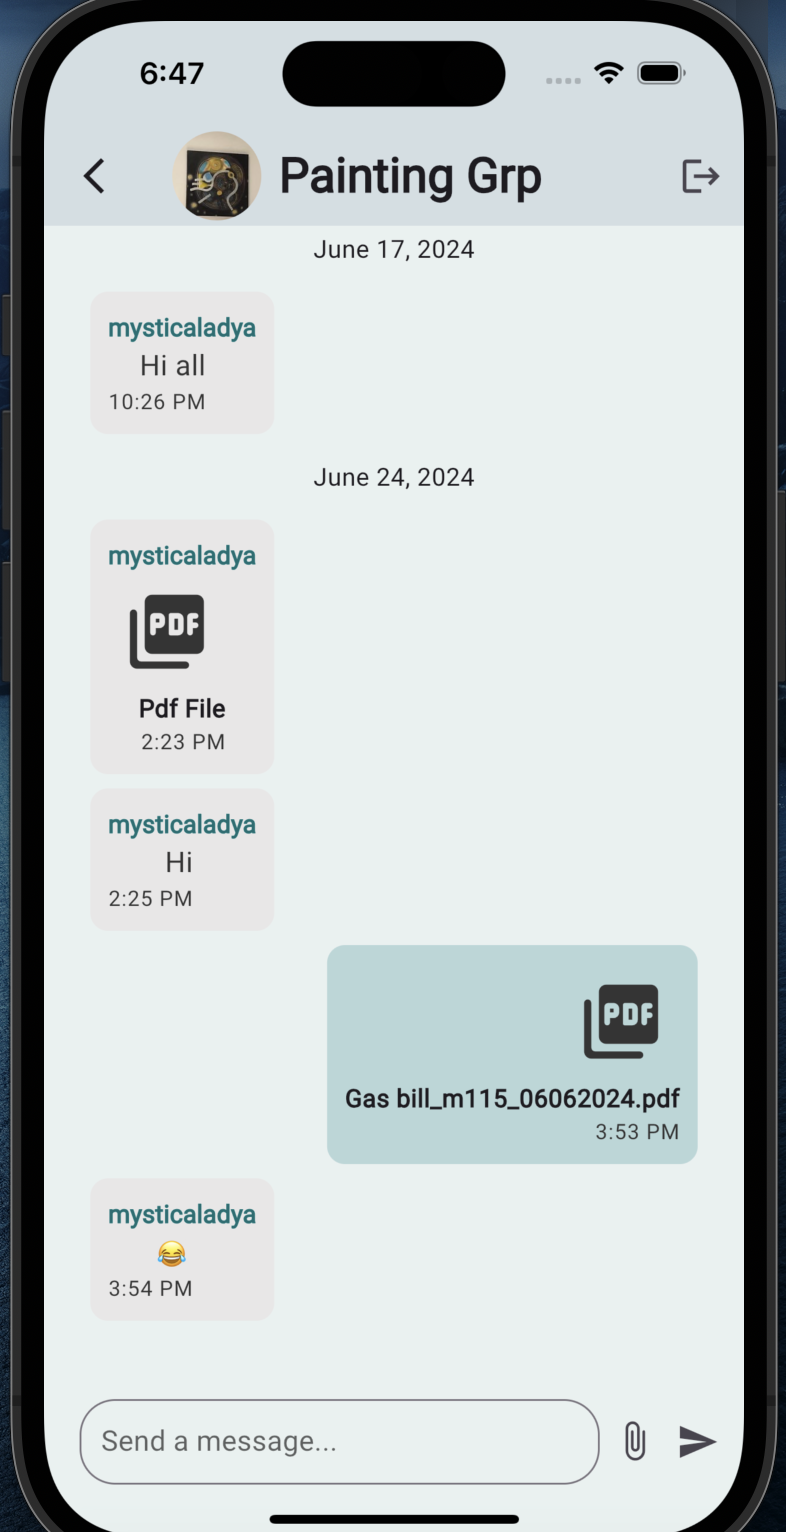 6:47
Painting Grp
June 17, 2024
mysticaladya
Hi all
10:26 PM
June 24, 2024
mysticaladya
PDF
Pdf File
2:23 PM
mysticaladya
Hi
2:25 PM
PDF
Gas bill_m115_06062024.pdf
3:53 PM
mysticaladya
😂
3:54 PM
Send a message...